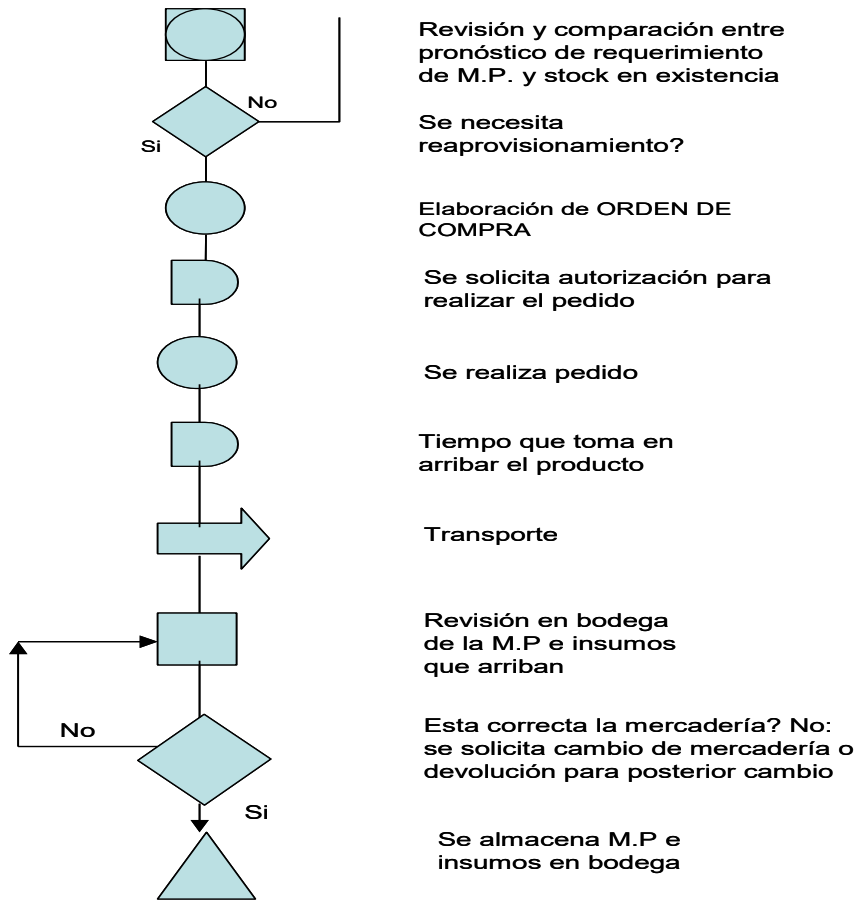 Revisión y comparación entre
pronóstico de requerimiento
de M.P. y stock en existencia
No
Se necesita
reaprovisionamiento?
Si
Elaboración de ORDEN DE
COMPRA
Se solicita autorización para
realizar el pedido
Se realiza pedido
Tiempo que toma en
arribar el producto
Transporte
Revisión en bodega
de la M.P e insumos
que arriban
No
Esta correcta la mercadería? No:
se solicita cambio de mercadería o
devolución para posterior cambio
Si
Se almacena M.P e
insumos en bodega